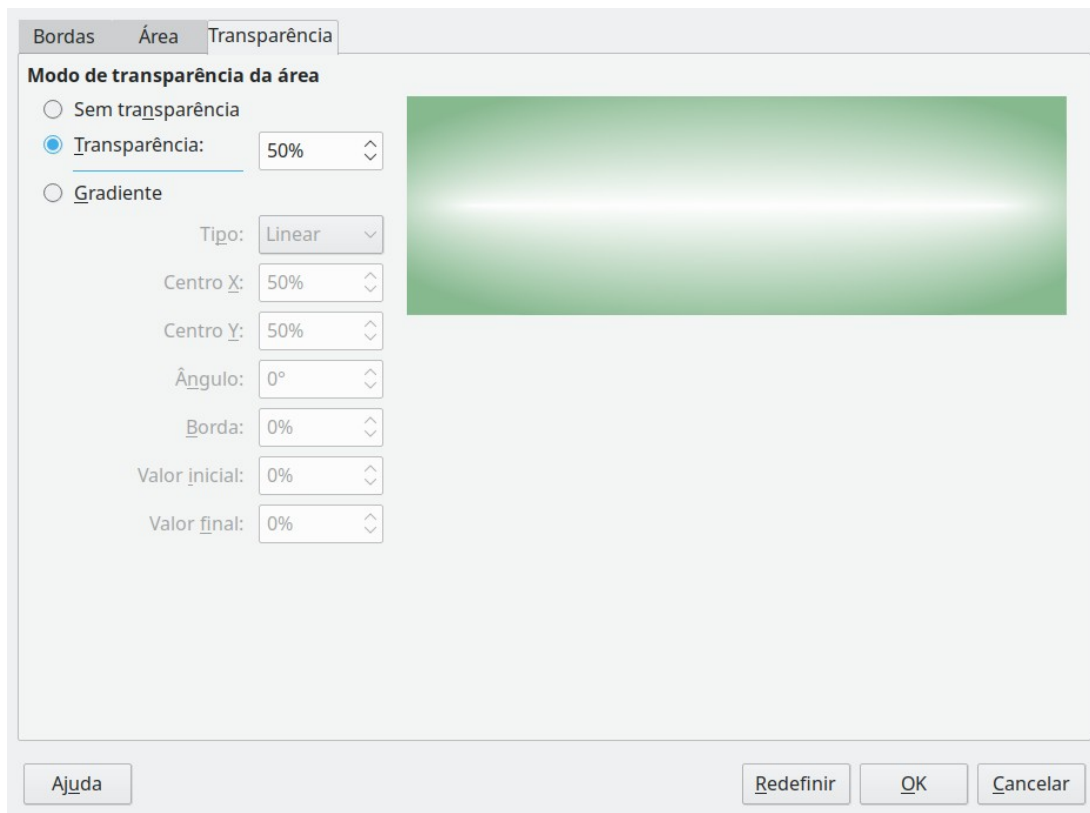 Bordas Área Transparência
Modo de transparência da área
Sem transparência
Transparência: 50%
Gradiente
Tipo: Linear
Centro X: 50%
Centro Y: 50%
Ângulo: 0°
Borda: 0%
Valor inicial: 0%
Valor final: 0%
Ajuda Redefinir OK Cancelar